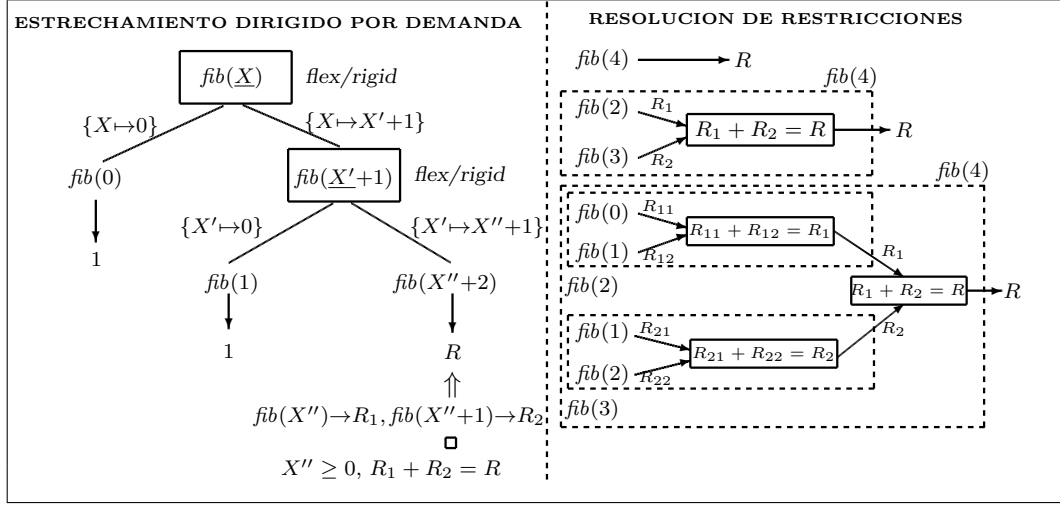 ESTRECHAMIENTO DIRIGIDO POR DEMANDA
fib(X) flex/rigid
{X↦0} {X↦X′+1}
fib(0) fib(X′+1) flex/rigid
{X′↦0} {X′↦X′′+1}
1
fib(1) fib(X′′+2)
1 R
⇑
fib(X′′)→R1, fib(X′′+1)→R2
X′′ ≥ 0, R1 + R2 = R
RESOLUCION DE RESTRICCIONES
fib(4) R
fib(4)
fib(2) R1
R1 + R2 = R R
fib(3) R2
fib(4)
fib(0) R11
R11 + R12 = R1
fib(1) R12
R1
fib(2)
R1 + R2 = R R
fib(1) R21
R2
R21 + R22 = R2
fib(2) R22
fib(3)